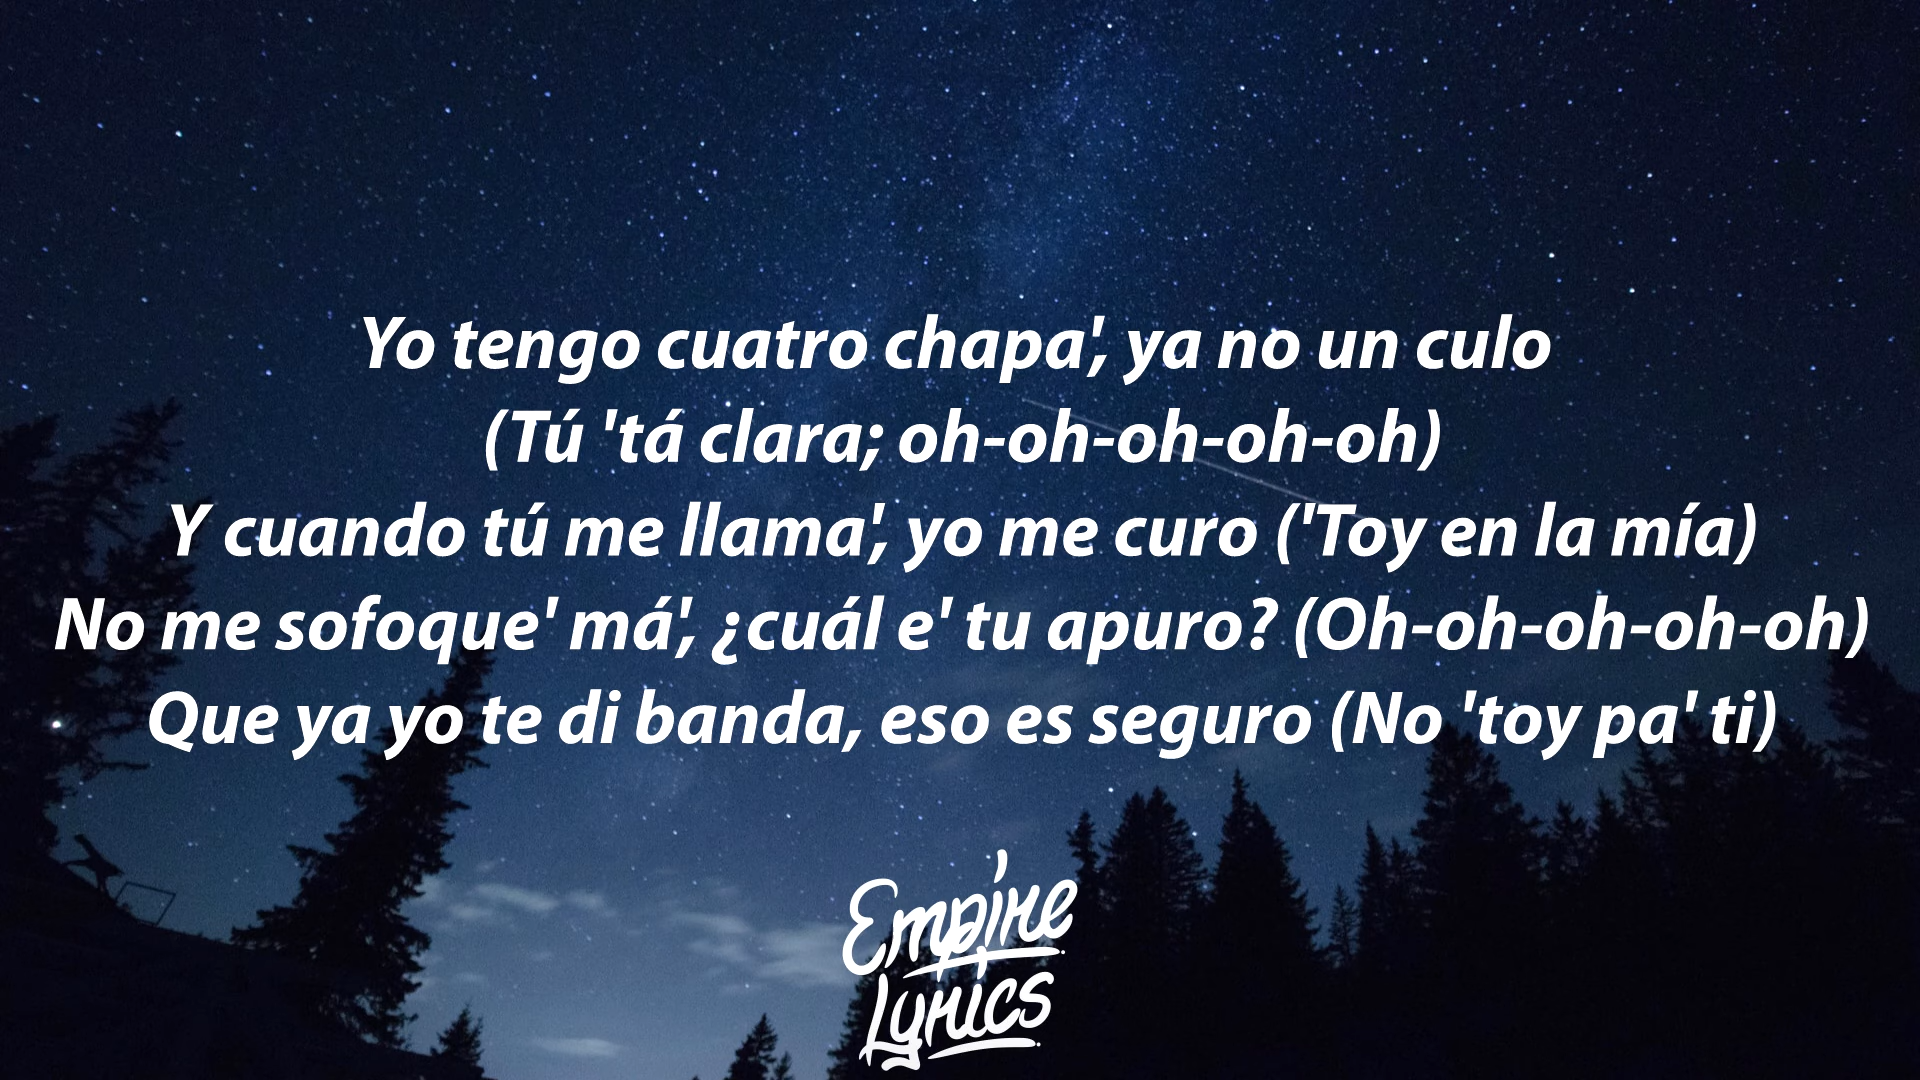 Yo tengo cuatro chapa', ya no un culo
(Tú 'tá clara; oh-oh-oh-oh-oh)
Y cuando tú me llama', yo me curo ('Toy en la mía)
No me sofoque' má', ¿cuál e' tu apuro? (Oh-oh-oh-oh-oh)
Que ya yo te di banda, eso es seguro (No 'toy pa' ti)
Empire
Lyrics